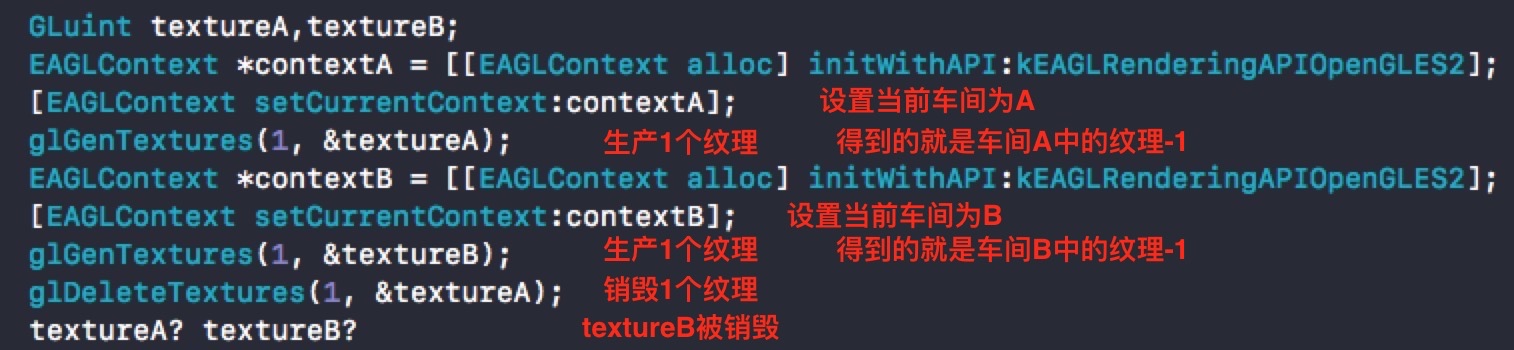 GLuint textureA,textureB;
EAGLContext *contextA = [[EAGLContext alloc] initWithAPI:kEAGLRenderingAPIOpenGLES2];
[EAGLContext setCurrentContext:contextA]; 设置当前车间为A
glGenTextures(1, &textureA); 生产1个纹理 得到的就是车间A中的纹理-1
EAGLContext *contextB = [[EAGLContext alloc] initWithAPI:kEAGLRenderingAPIOpenGLES2];
[EAGLContext setCurrentContext:contextB]; 设置当前车间为B
glGenTextures(1, &textureB); 生产1个纹理 得到的就是车间B中的纹理-1
glDeleteTextures(1, &textureA); 销毁1个纹理
textureA? textureB? textureB被销毁